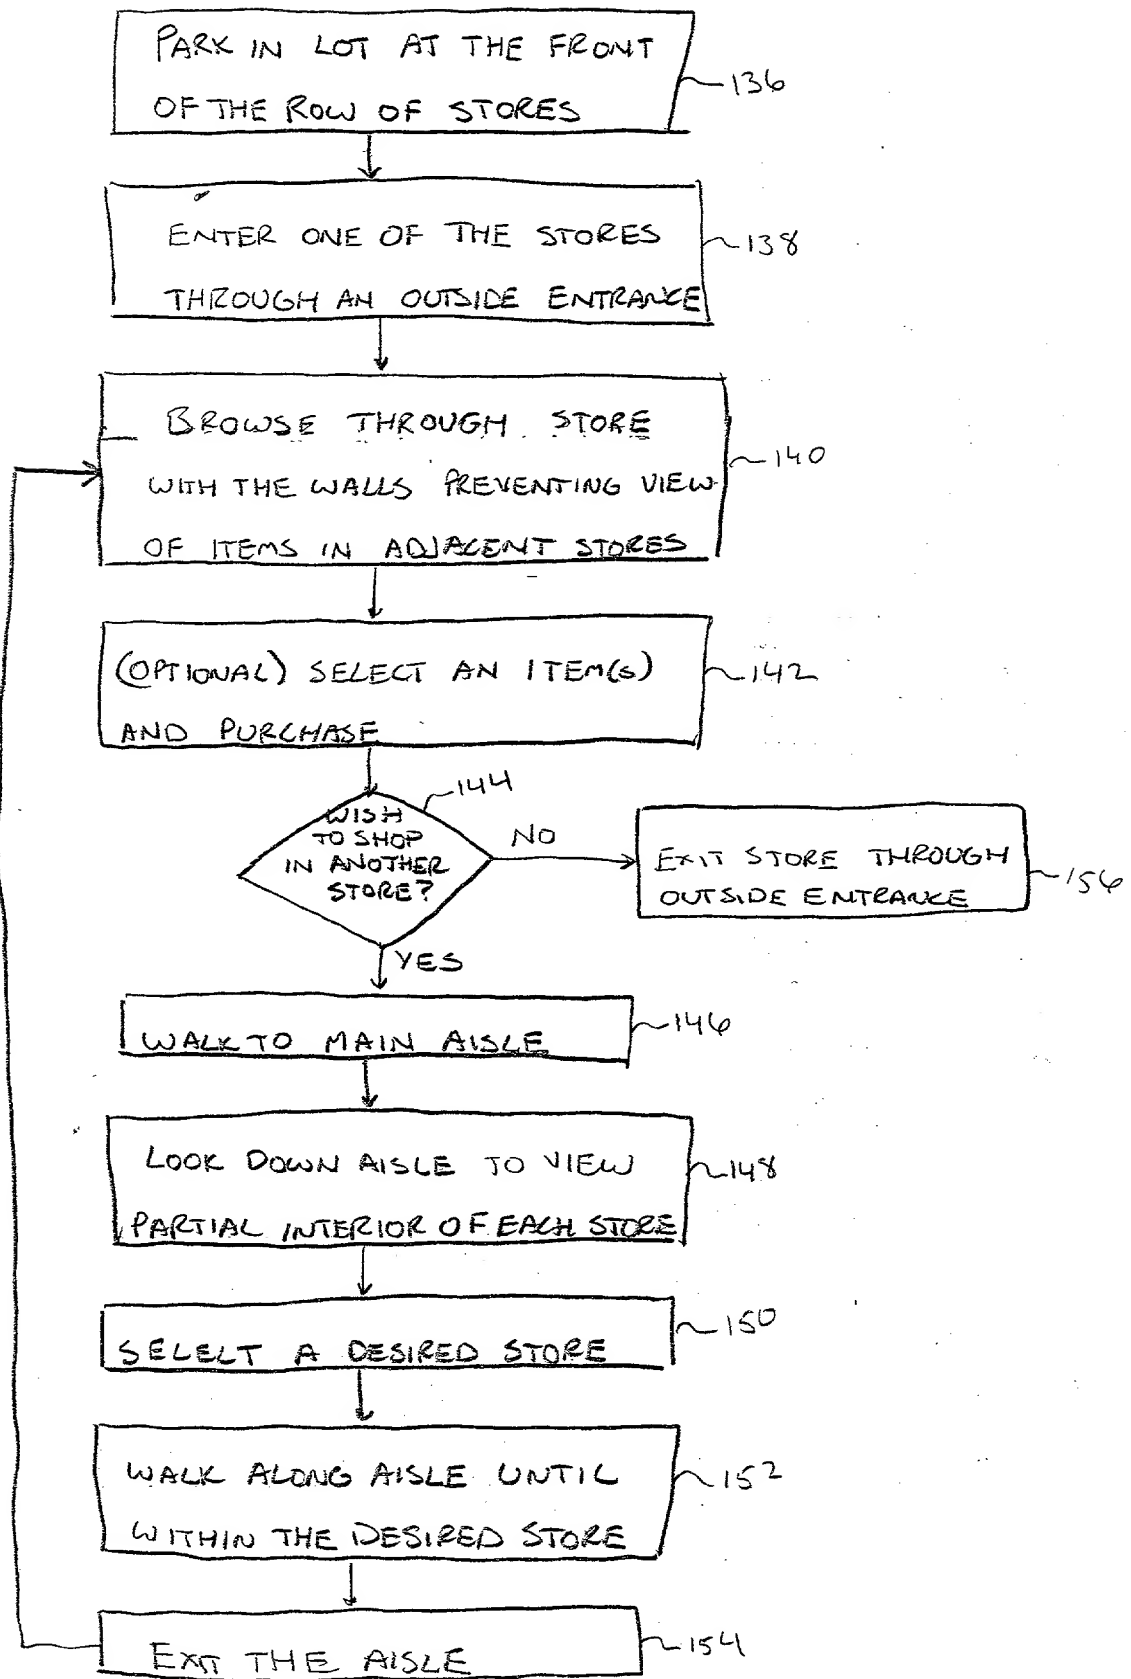 PARK IN LOT AT THE FRONT
OF THE ROW OF STORES
136
ENTER ONE OF THE STORES
THROUGH AN OUTSIDE ENTRANCE
138
BROWSE THROUGH STORE
WITH THE WALLS PREVENTING VIEW
OF ITEMS IN ADJACENT STORES
140
(OPTIONAL) SELECT AN ITEM(S)
AND PURCHASE
142
144
WISH
TO SHOP
IN ANOTHER
STORE?
NO
EXIT STORE THROUGH
OUTSIDE ENTRANCE
156
YES
WALK TO MAIN AISLE
146
LOOK DOWN AISLE TO VIEW
PARTIAL INTERIOR OF EACH STORE
148
SELECT A DESIRED STORE
150
WALK ALONG AISLE UNTIL
WITHIN THE DESIRED STORE
152
EXIT THE AISLE
154